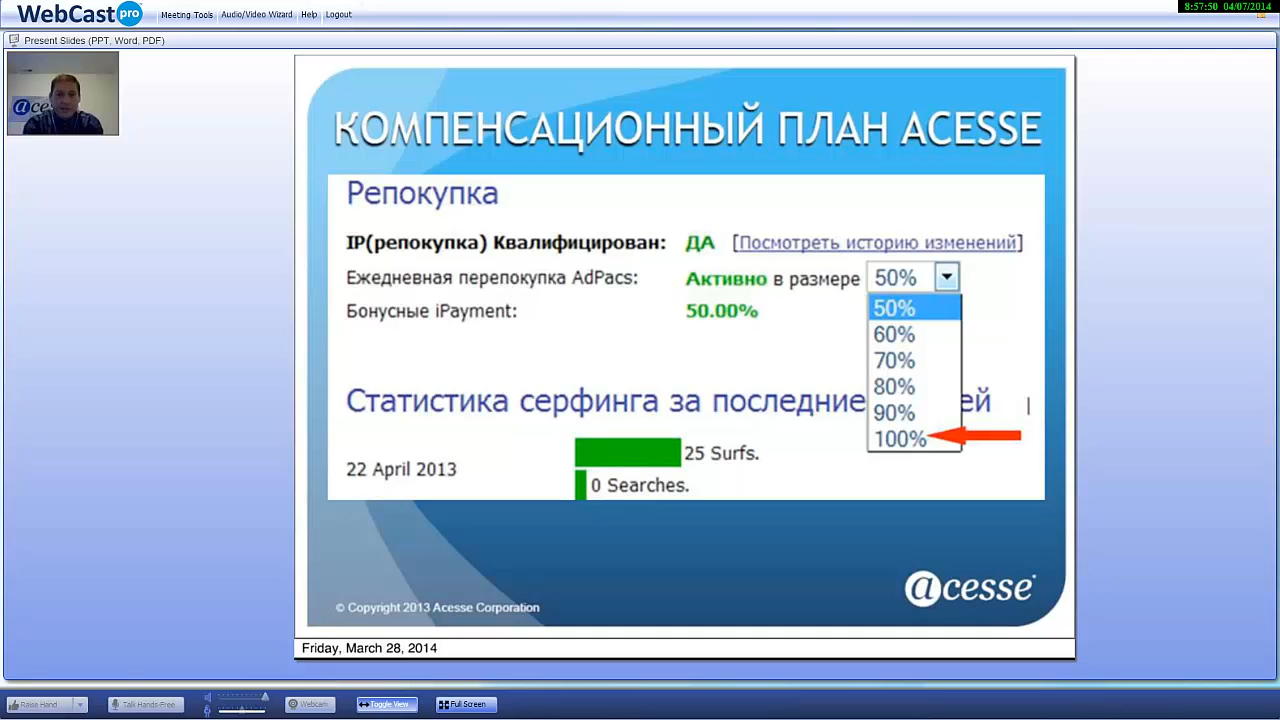 WebCast pro
Meeting Tools Audio/Video Wizard Help Logout
8:57:50 04/07/2014
Present Slides (PPT, Word, PDF)
@cesse
КОМПЕНСАЦИОННЫЙ ПЛАН ACESSE
Репокупка
IP(репокупка) Квалифицирован: ДА [Посмотреть историю изменений]
Ежедневная перепокупка AdPacs: Активно в размере 50%
Бонусные iPayment: 50.00%
50%
60%
70%
80%
90%
100%
Статистика серфинга за последние ей
25 Surfs.
22 April 2013
0 Searches.
@cesse
© Copyright 2013 Acesse Corporation
Friday, March 28, 2014
Raise Hand Talk Hands-Free Webcam Toggle View Full Screen